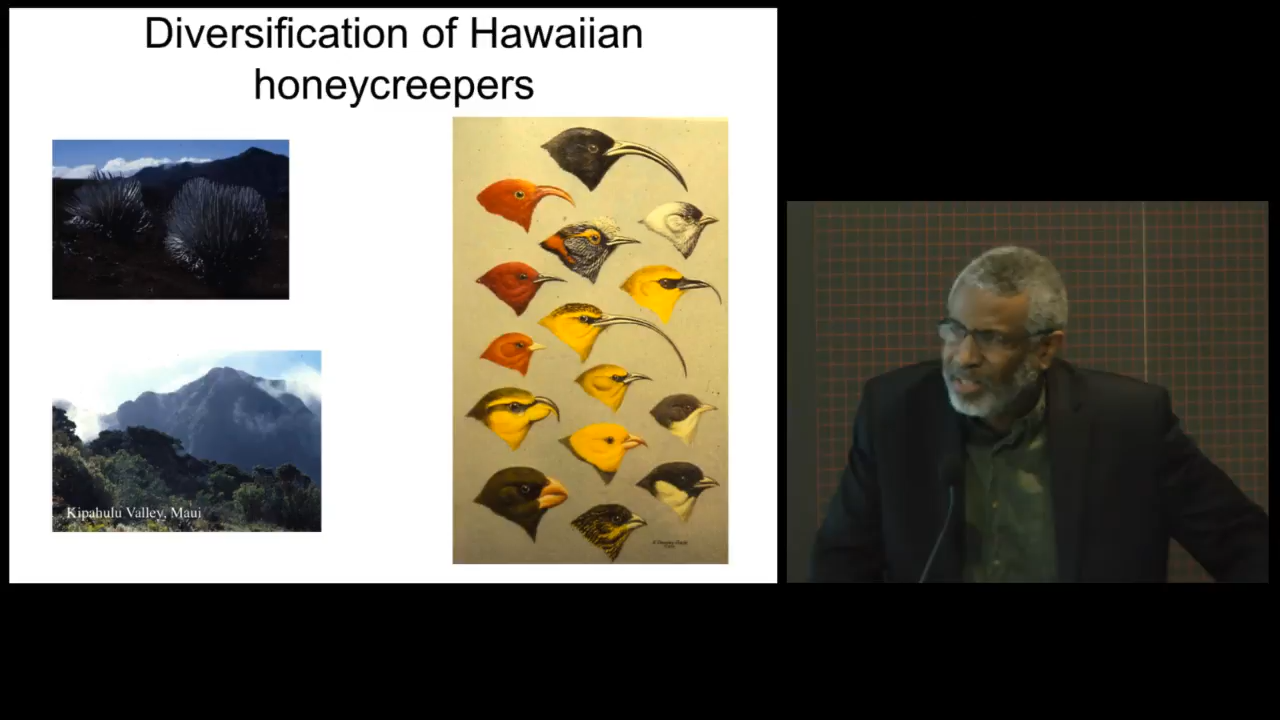 Diversification of Hawaiian
honeycreepers
Kipahulu Valley, Maui